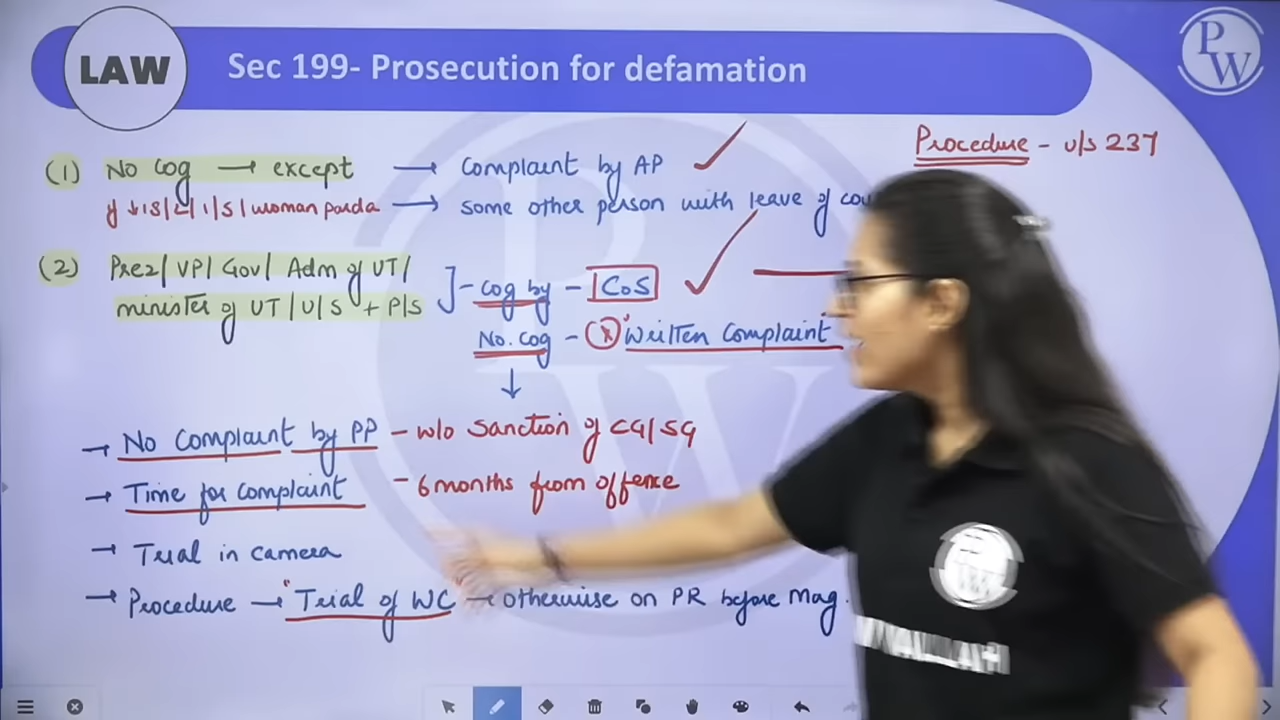 LAW
Sec 199- Prosecution for defamation
PW
Procedure - u/s 237
(1) No Cog → except → Complaint by AP
woman parda → some other person with leave of cou
(2) Prez/ VP/ Gov/ Adm of UT/
minister of UT /U/S + P/S ]- cog by - CoS
No. cog - "Written Complaint
→ No Complaint by PP - w/o Sanction of CG/SG
→ Time for Complaint - 6 months from offence
→ Trial in camera
→ Procedure → "Trial of WC → otherwise on PR before Mag.
PW